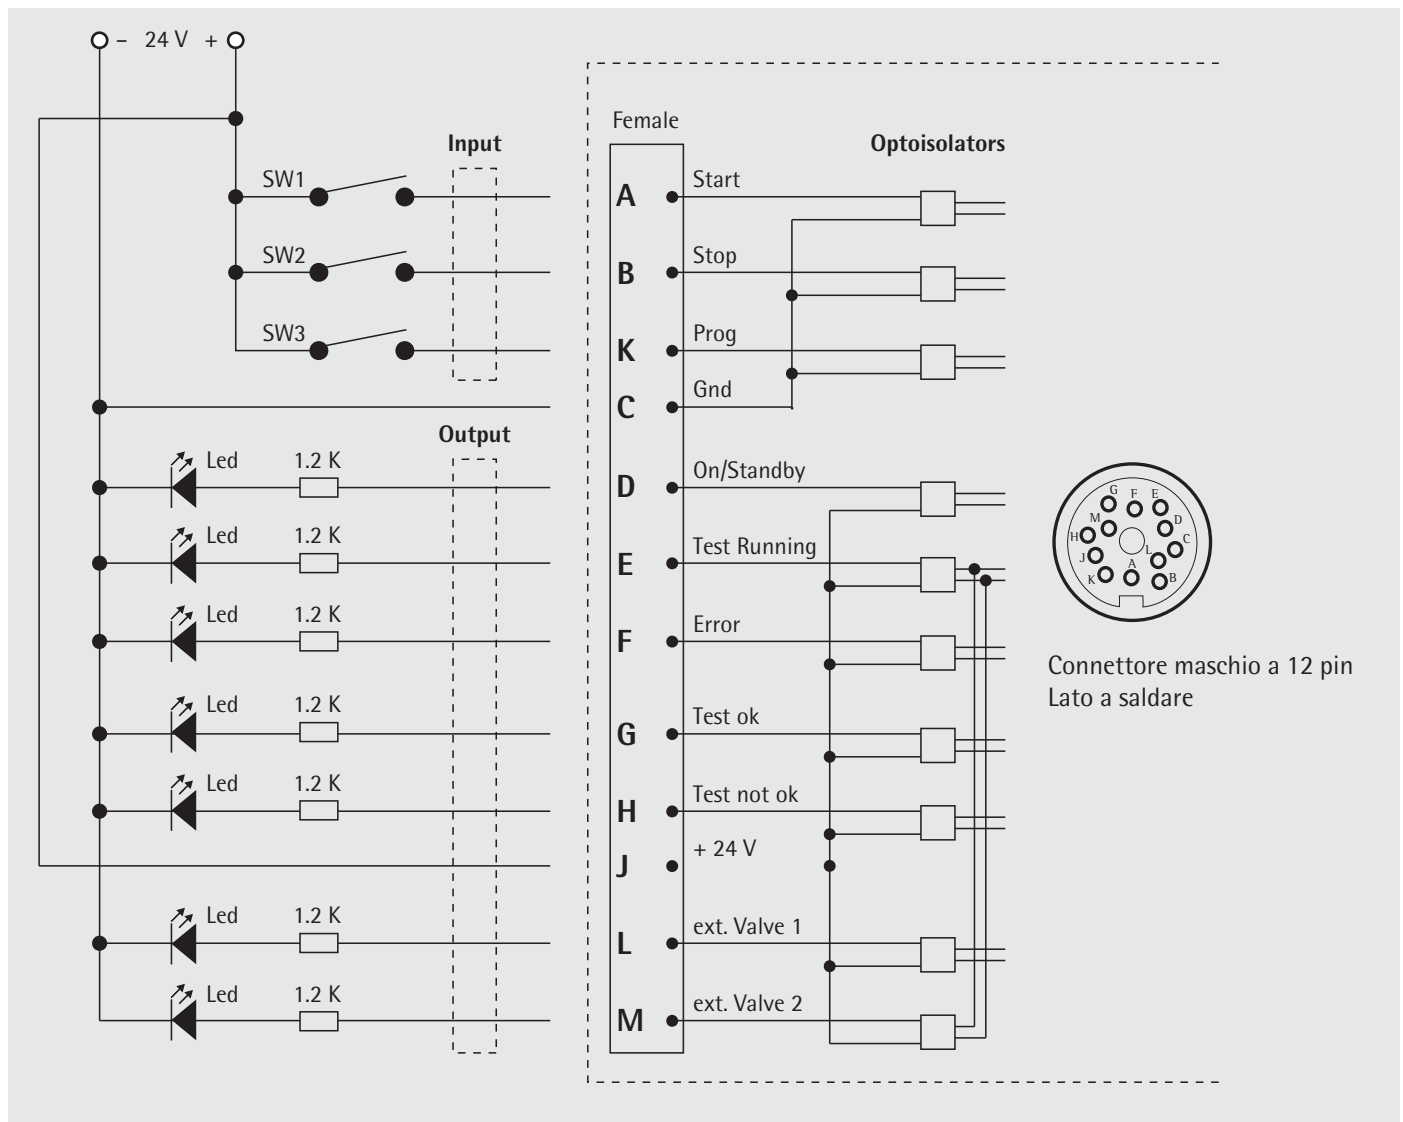 – 24 V +
Female
Input
Optoisolators
SW1
A
Start
SW2
B
Stop
SW3
K
Prog
C
Gnd
Output
Led
1.2 K
D
On/Standby
Led
1.2 K
E
Test Running
Led
1.2 K
F
Error
Led
1.2 K
G
Test ok
Led
1.2 K
H
Test not ok
J
+ 24 V
Led
1.2 K
L
ext. Valve 1
Led
1.2 K
M
ext. Valve 2
G
F
E
M
D
H
C
L
J
A
K
B
Connettore maschio a 12 pin
Lato a saldare